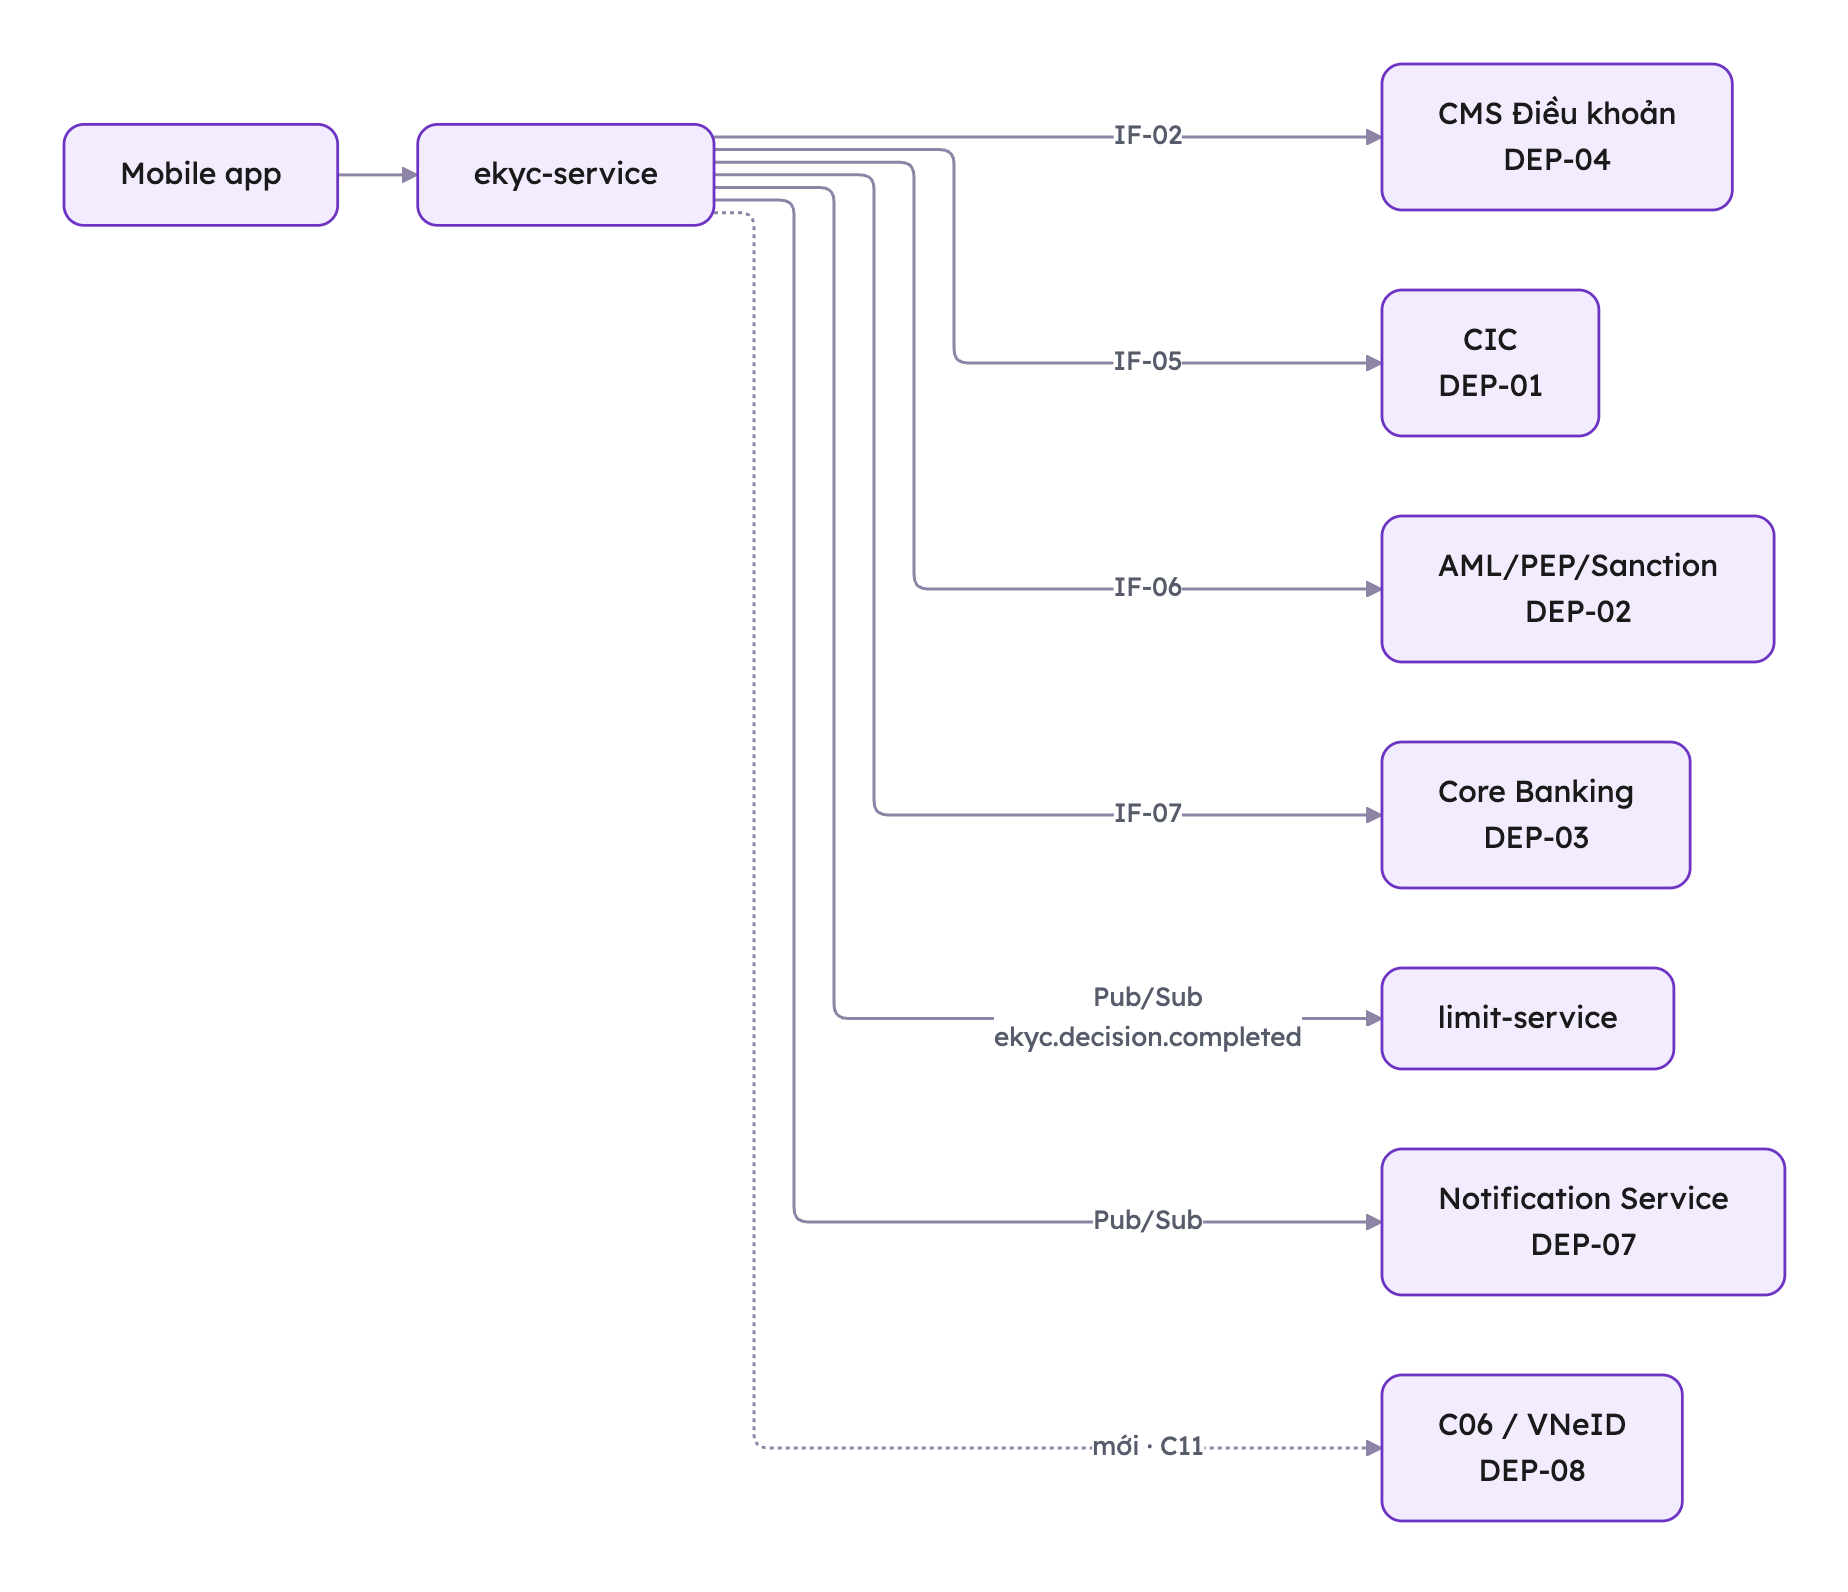 Mobile app
ekyc-service
IF-02
CMS Điều khoản
DEP-04
IF-05
CIC
DEP-01
IF-06
AML/PEP/Sanction
DEP-02
IF-07
Core Banking
DEP-03
Pub/Sub
ekyc.decision.completed
limit-service
Pub/Sub
Notification Service
DEP-07
mới · C11
C06 / VNeID
DEP-08